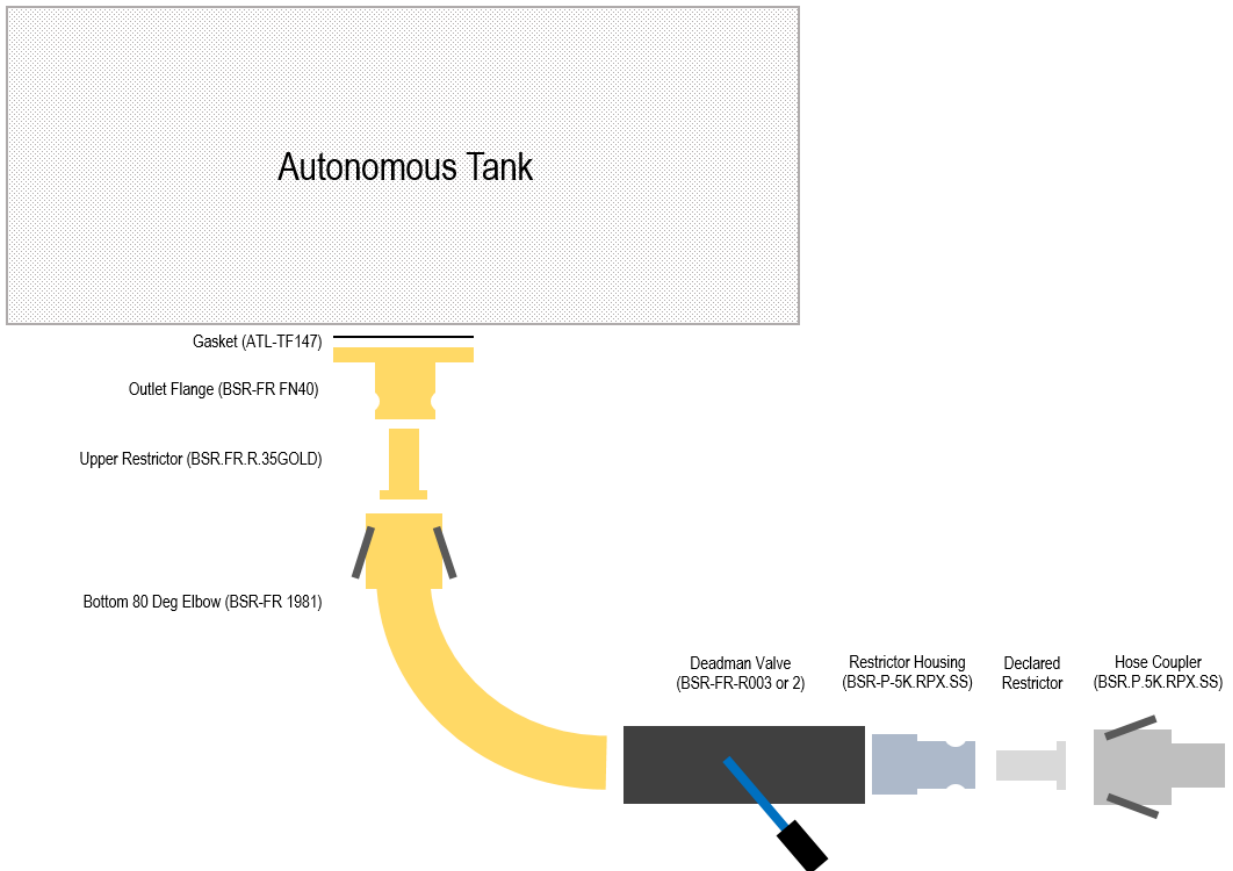 Autonomous Tank
Gasket (ATL-TF147)
Outlet Flange (BSR-FR FN40)
Upper Restrictor (BSR.FR.R.35GOLD)
Bottom 80 Deg Elbow (BSR-FR 1981)
Deadman Valve
(BSR-FR-R003 or 2)
Restrictor Housing
(BSR-P-5K.RPX.SS)
Declared
Restrictor
Hose Coupler
(BSR.P.5K.RPX.SS)